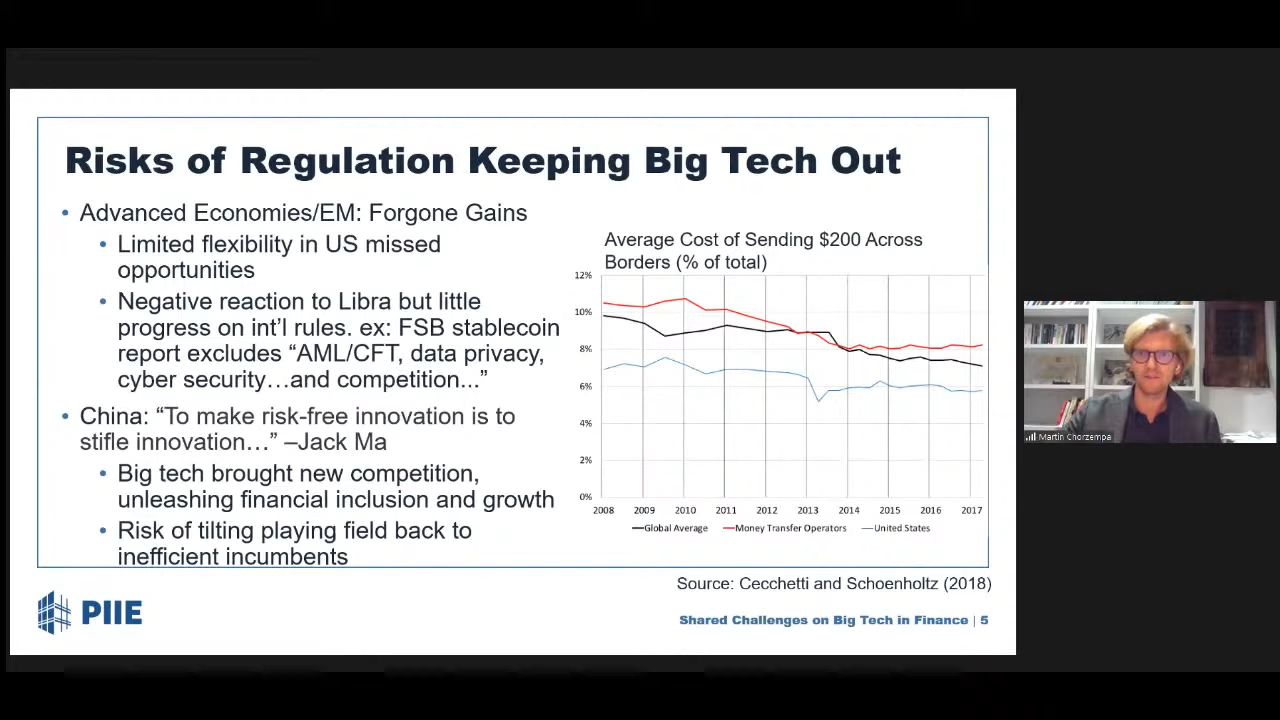 Risks of Regulation Keeping Big Tech Out
• Advanced Economies/EM: Forgone Gains
• Limited flexibility in US missed
opportunities
• Negative reaction to Libra but little
progress on int’l rules. ex: FSB stablecoin
report excludes “AML/CFT, data privacy,
cyber security…and competition...”
• China: “To make risk-free innovation is to
stifle innovation…” –Jack Ma
• Big tech brought new competition,
unleashing financial inclusion and growth
• Risk of tilting playing field back to
inefficient incumbents
Average Cost of Sending $200 Across
Borders (% of total)
12%
10%
8%
6%
4%
2%
0%
2008 2009 2010 2011 2012 2013 2014 2015 2016 2017
Global Average Money Transfer Operators United States
Source: Cecchetti and Schoenholtz (2018)
PIIE
Shared Challenges on Big Tech in Finance | 5
Martin Chorzempa